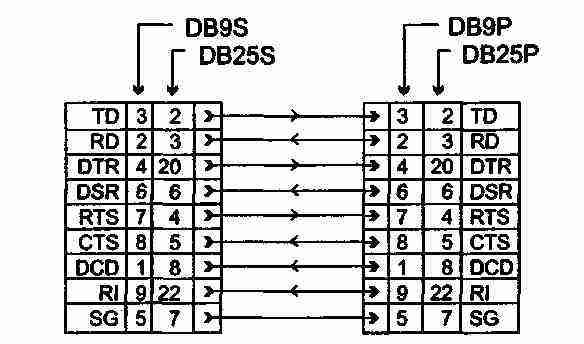 DB9S DB9P
DB25S DB25P
TD 3 2 3 2 TD
RD 2 3 2 3 RD
DTR 4 20 4 20 DTR
DSR 6 6 6 6 DSR
RTS 7 4 7 4 RTS
CTS 8 5 8 5 CTS
DCD 1 8 1 8 DCD
RI 9 22 9 22 RI
SG 5 7 5 7 SG